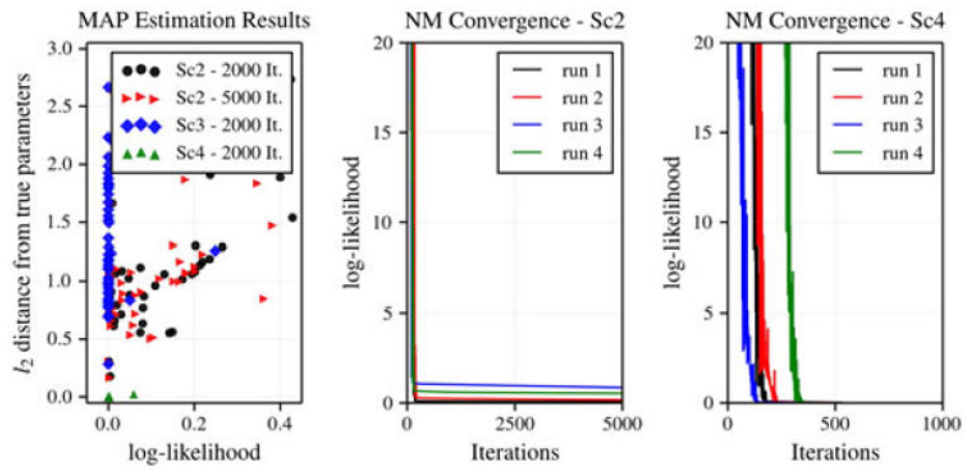 MAP Estimation Results
3.0
2.5
2.0
1.5
1.0
0.5
0.0
l2 distance from true parameters
Sc2 - 2000 It.
Sc2 - 5000 It.
Sc3 - 2000 It.
Sc4 - 2000 It.
0.0 0.2 0.4
log-likelihood
NM Convergence - Sc2
20
15
10
5
0
log-likelihood
run 1
run 2
run 3
run 4
0 2500 5000
Iterations
NM Convergence - Sc4
20
15
10
5
0
log-likelihood
run 1
run 2
run 3
run 4
0 500 1000
Iterations